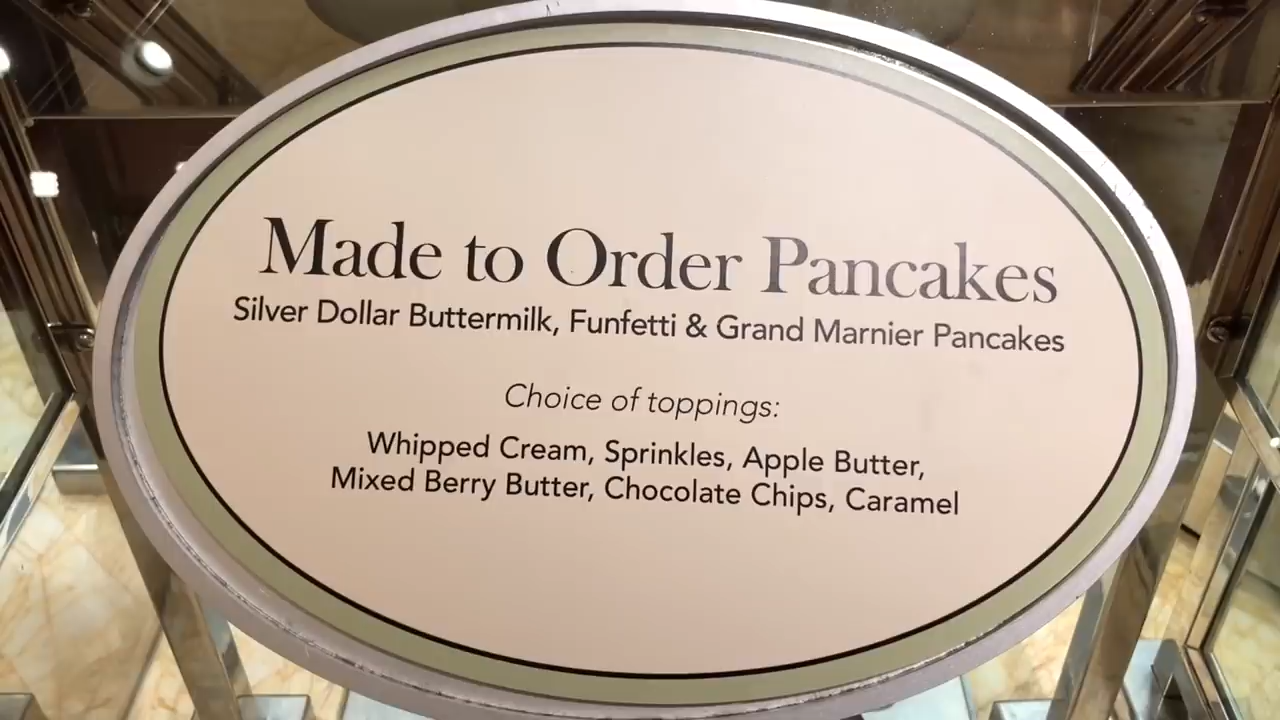 Made to Order Pancakes
Silver Dollar Buttermilk, Funfetti & Grand Marnier Pancakes
Choice of toppings:
Whipped Cream, Sprinkles, Apple Butter,
Mixed Berry Butter, Chocolate Chips, Caramel